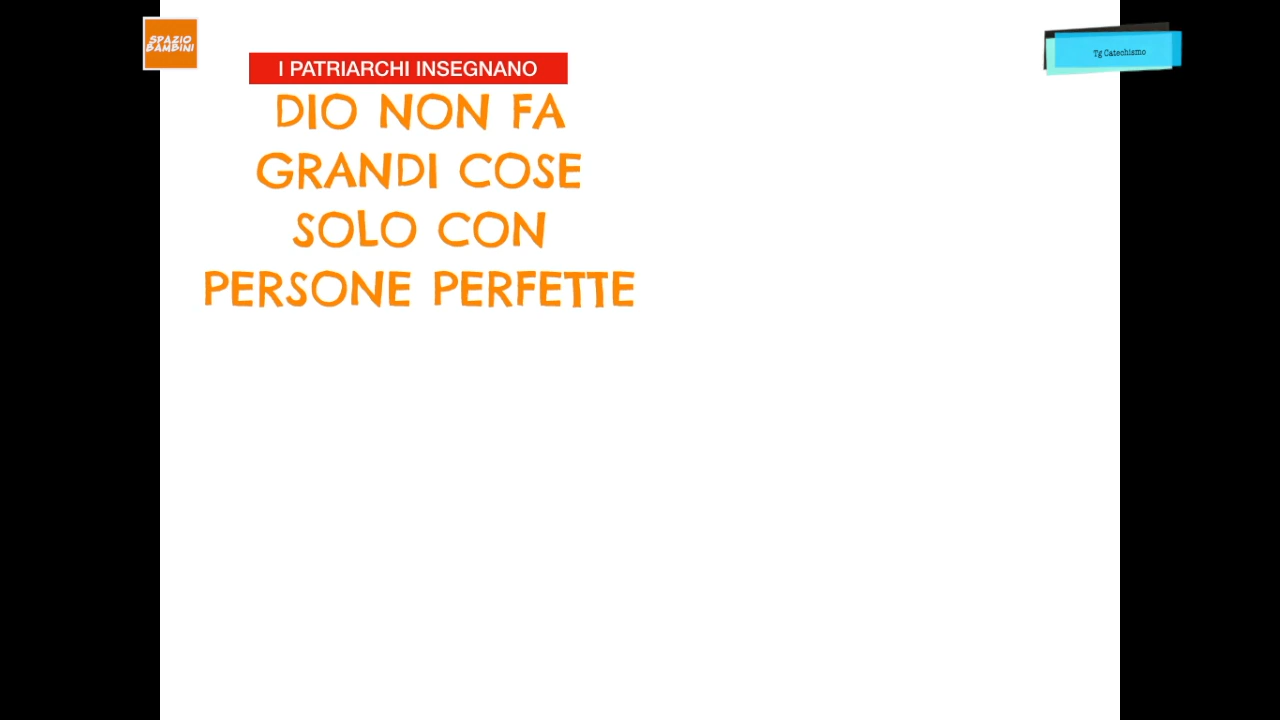 SPAZIO
BAMBINI
Tg Catechismo
I PATRIARCHI INSEGNANO
DIO NON FA
GRANDI COSE
SOLO CON
PERSONE PERFETTE